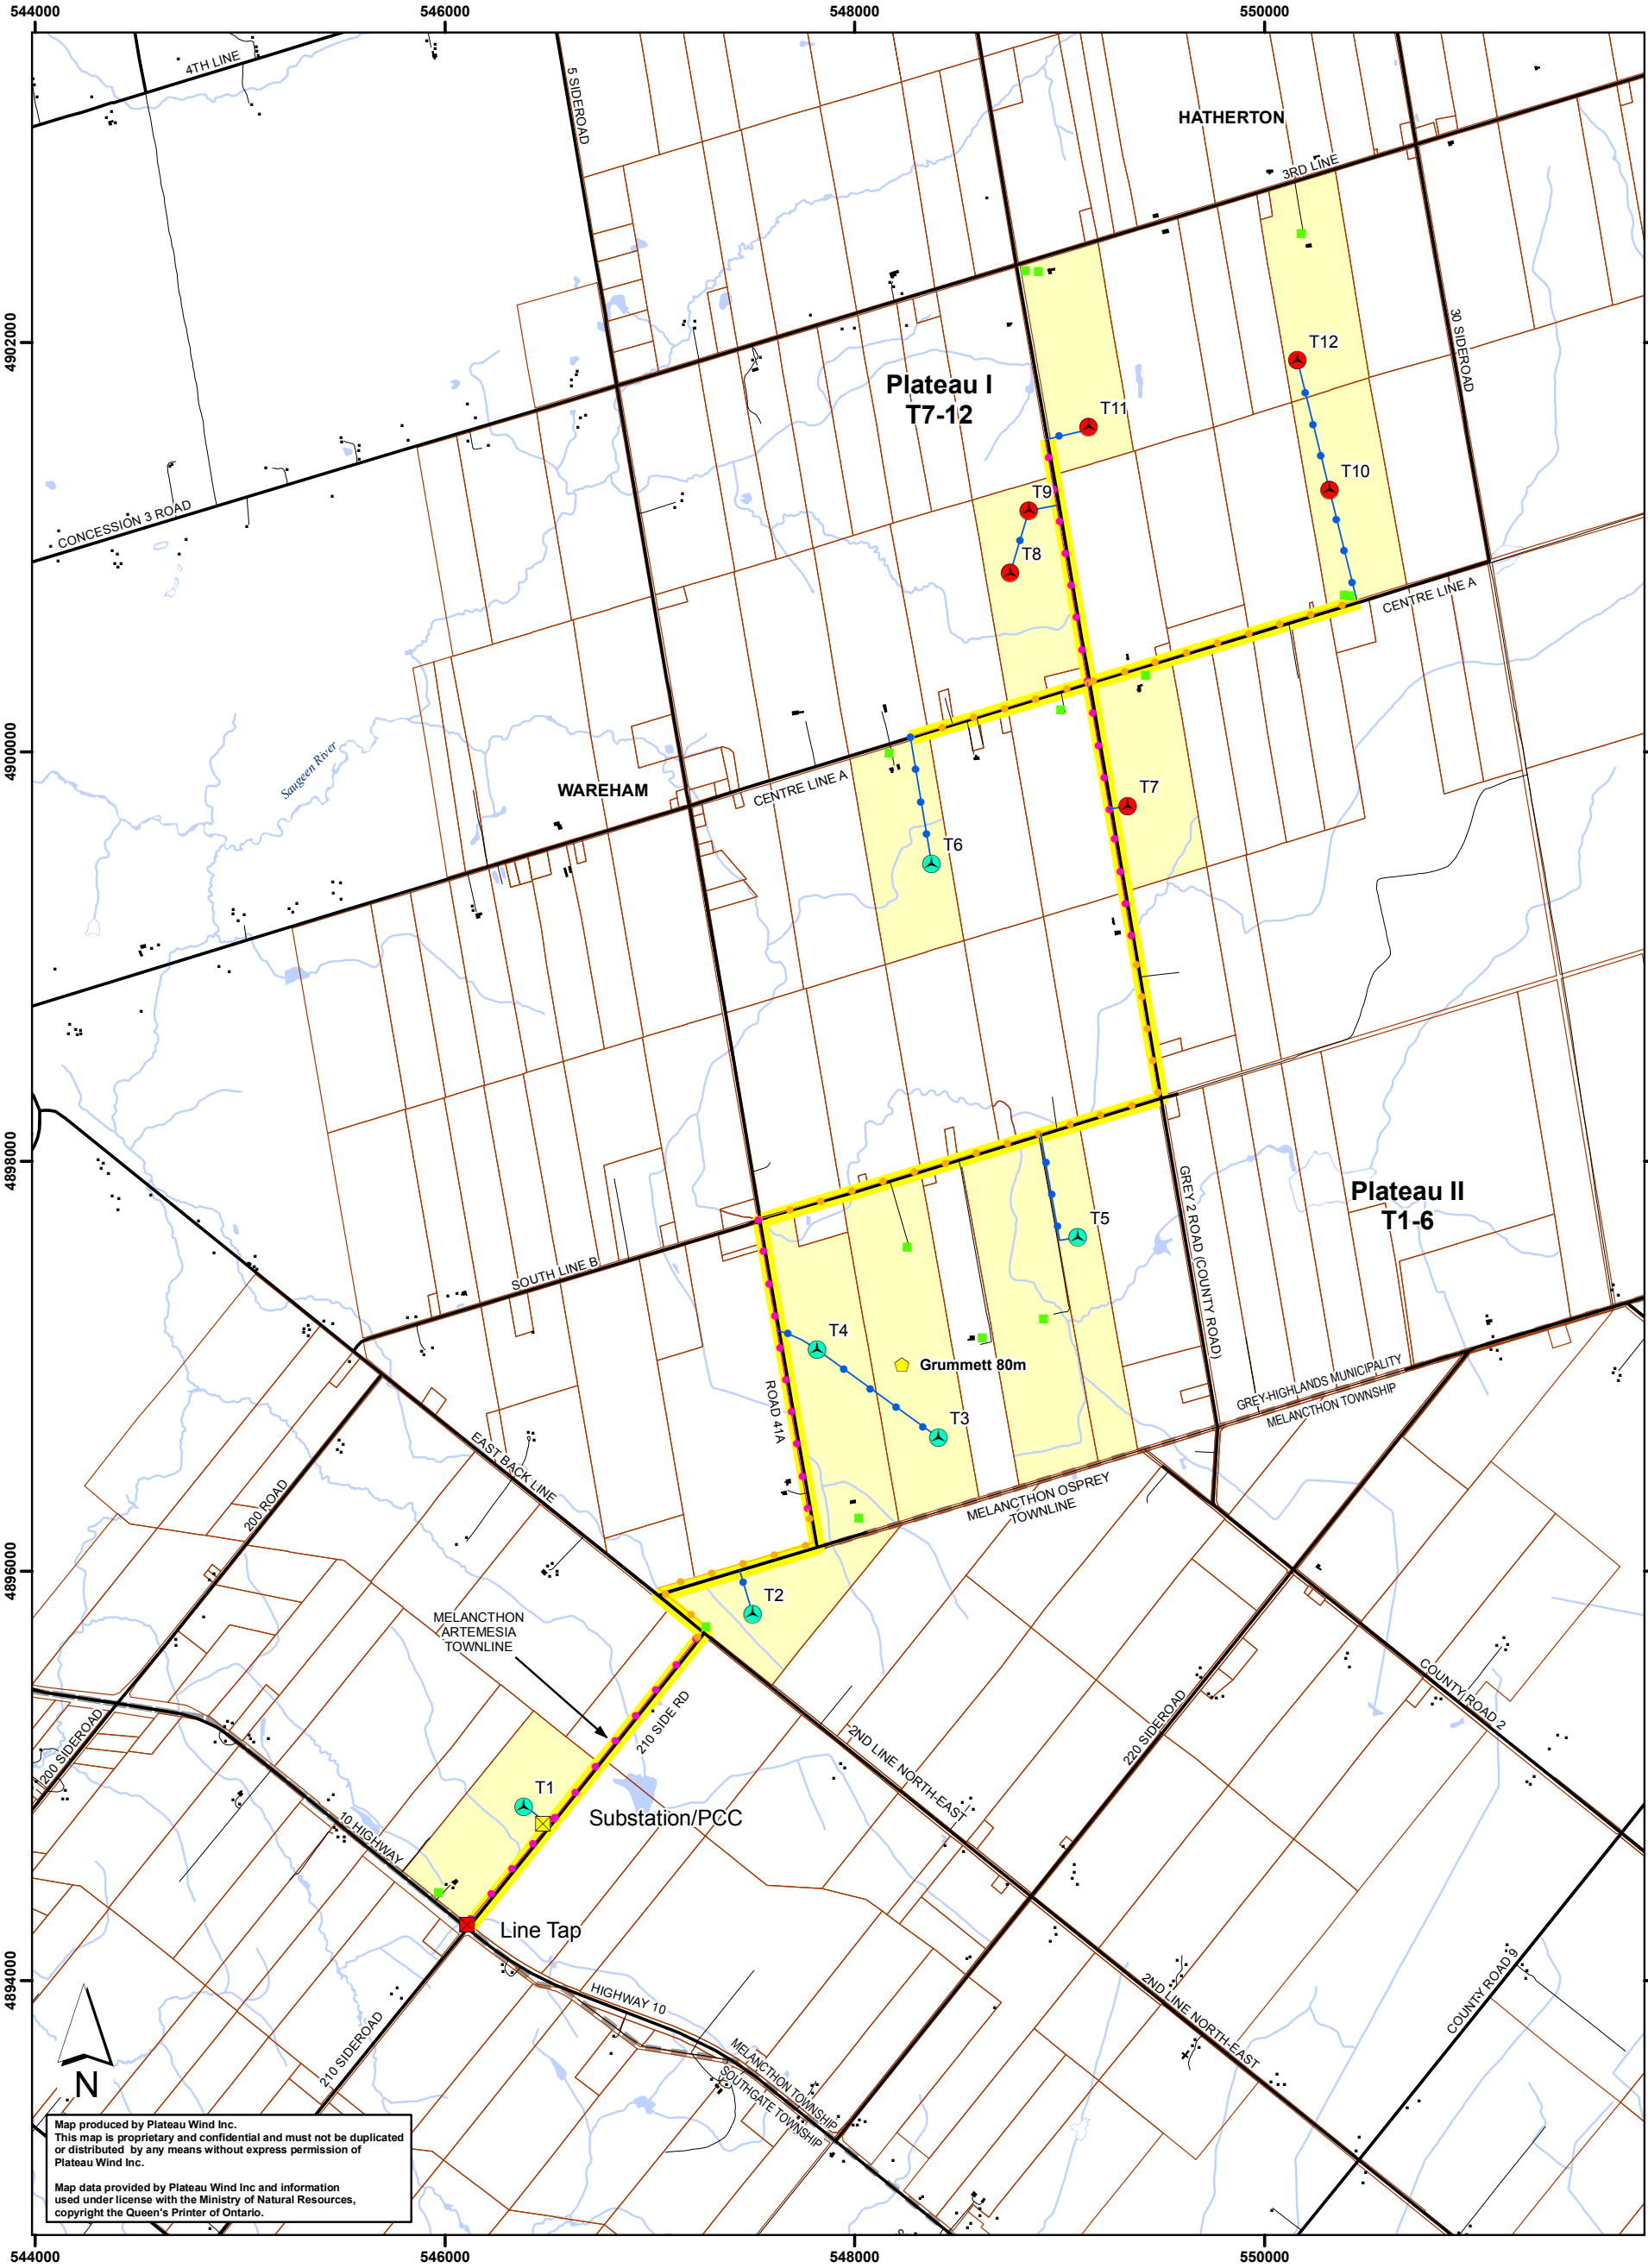 544000
546000
548000
550000
4TH LINE
5 SIDEROAD
HATHERTON
3RD LINE
4902000
30 SIDEROAD
T12
Plateau I
T7-12
T11
T10
T9
CONCESSION 3 ROAD
T8
CENTRE LINE A
4900000
Saugeen River
WAREHAM
CENTRE LINE A
T7
T6
4898000
GREY 2 ROAD (COUNTY ROAD)
Plateau II
T1-6
T5
SOUTH LINE B
T4
Grummett 80m
ROAD 41A
GREY-HIGHLANDS MUNICIPALITY
MELANCTHON TOWNSHIP
T3
EAST BACK LINE
200 ROAD
MELANCTHON OSPREY
TOWNLINE
4896000
T2
MELANCTHON
ARTEMESIA
TOWNLINE
COUNTY ROAD 2
210 SIDE RD
220 SIDEROAD
200 SIDEROAD
2ND LINE NORTH-EAST
T1
Substation/PCC
10 HIGHWAY
Line Tap
4894000
HIGHWAY 10
2ND LINE NORTH-EAST
COUNTY ROAD 9
210 SIDEROAD
MELANCTHON TOWNSHIP
SOUTHGATE TOWNSHIP
N
Map produced by Plateau Wind Inc.
This map is proprietary and confidential and must not be duplicated
or distributed by any means without express permission of
Plateau Wind Inc.
Map data provided by Plateau Wind Inc and information
used under license with the Ministry of Natural Resources,
copyright the Queen's Printer of Ontario.
544000
546000
548000
550000